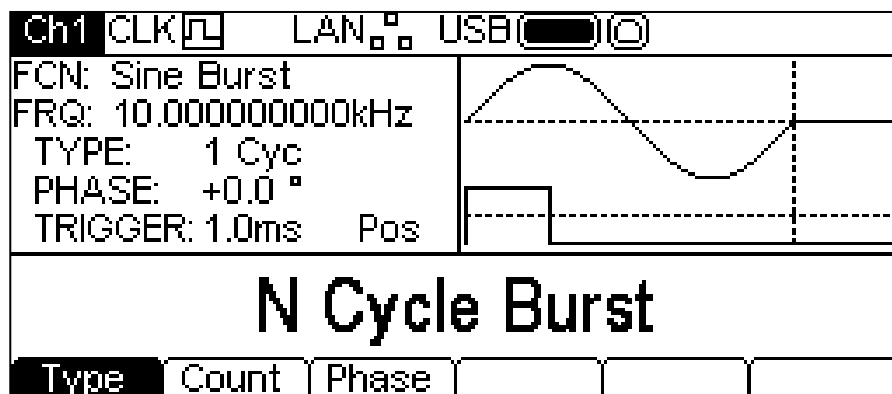 Ch1 CLK LAN USB
FCN: Sine Burst
FRQ: 10.000000000kHz
TYPE: 1 Cyc
PHASE: +0.0 °
TRIGGER: 1.0ms Pos
N Cycle Burst
Type Count Phase